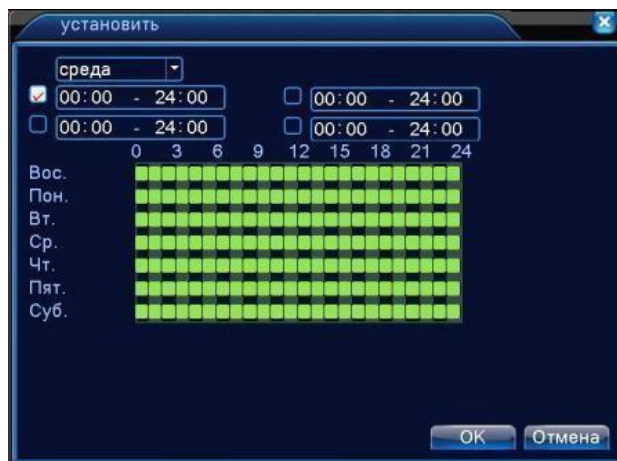 установить
среда
00:00 - 24:00 00:00 - 24:00
00:00 - 24:00 00:00 - 24:00
0 3 6 9 12 15 18 21 24
Вос.
Пон.
Вт.
Ср.
Чт.
Пят.
Суб.
OK Отмена